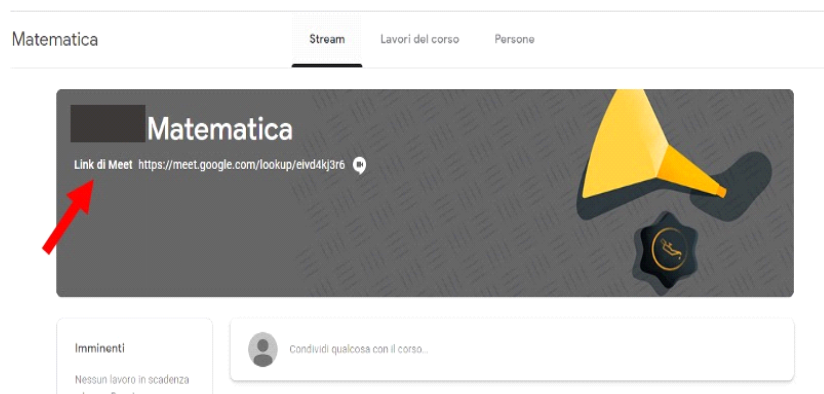 Matematica
Stream
Lavori del corso
Persone
Matematica
Link di Meet https://meet.google.com/lookup/eivd4kj3r6
Imminenti
Condividi qualcosa con il corso...
Nessun lavoro in scadenza